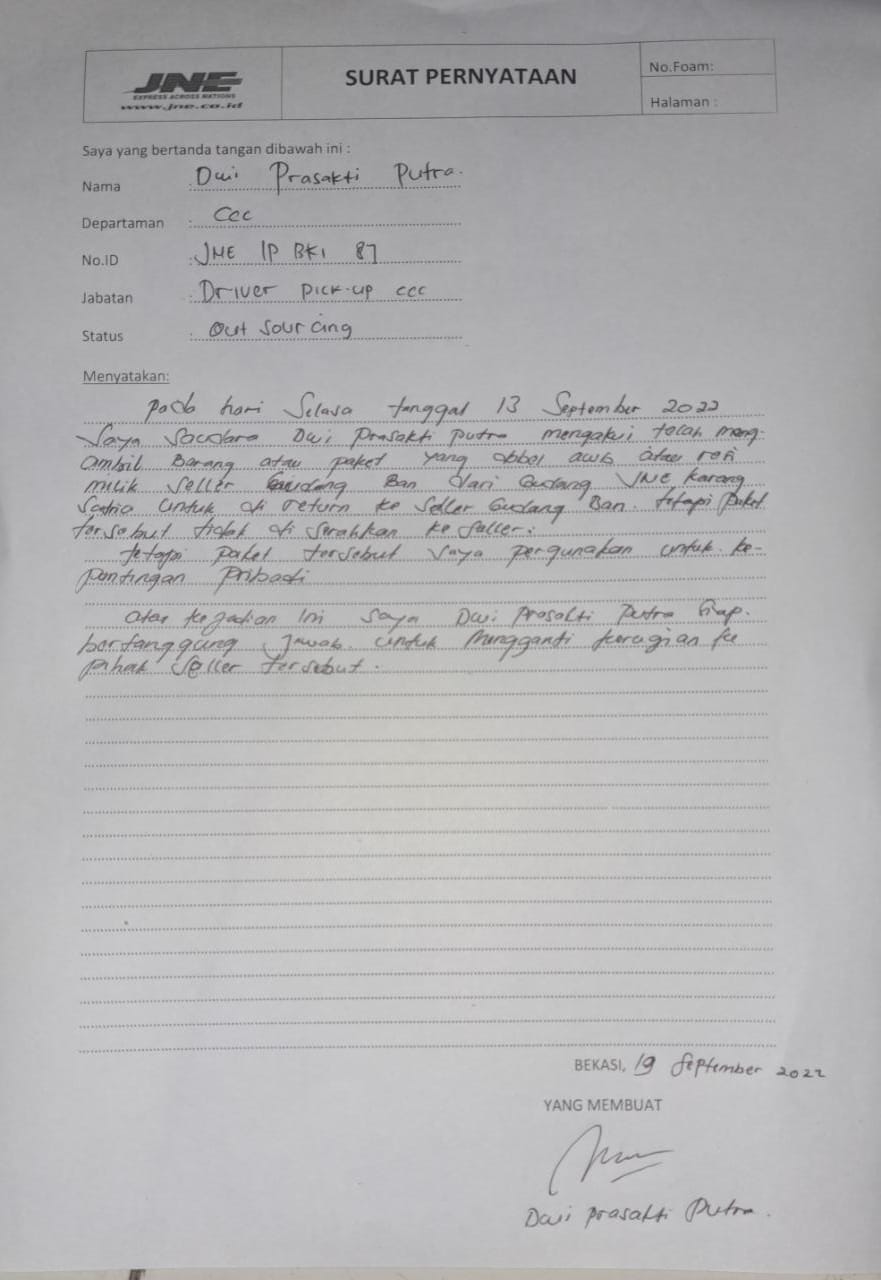 JNE
EXPRESS ACROSS NATIONS
www.jne.co.id
SURAT PERNYATAAN
No.Foam:
Halaman :
Saya yang bertanda tangan dibawah ini :
Nama : Dwi Prasakti Putra.
Departaman : CCC
No.ID : JNE IP BKI 87
Jabatan : Driver Pick-up ccc
Status : Out Sourcing
Menyatakan:
Pada hari Selasa tanggal 13 September 2022
Saya Saudara Dwi Prasakti Putra mengakui telah meng-
ambil Barang atau paket yang abbol awb atau
milik Seller Gudang Ban dari Gudang JNE Karang
Satria untuk di return ke Seller Gudang Ban. tetapi paket
tersebut tidak di serahkan ke seller.
tetapi paket tersebut saya pergunakan untuk ke-
pentingan Pribadi
atas kejadian ini saya Dwi Prasakti Putra siap.
bertanggung Jawab. untuk mengganti kerugian ke
pihak Seller tersebut.
BEKASI, 19 September 2022
YANG MEMBUAT
Dwi Prasakti Putra.